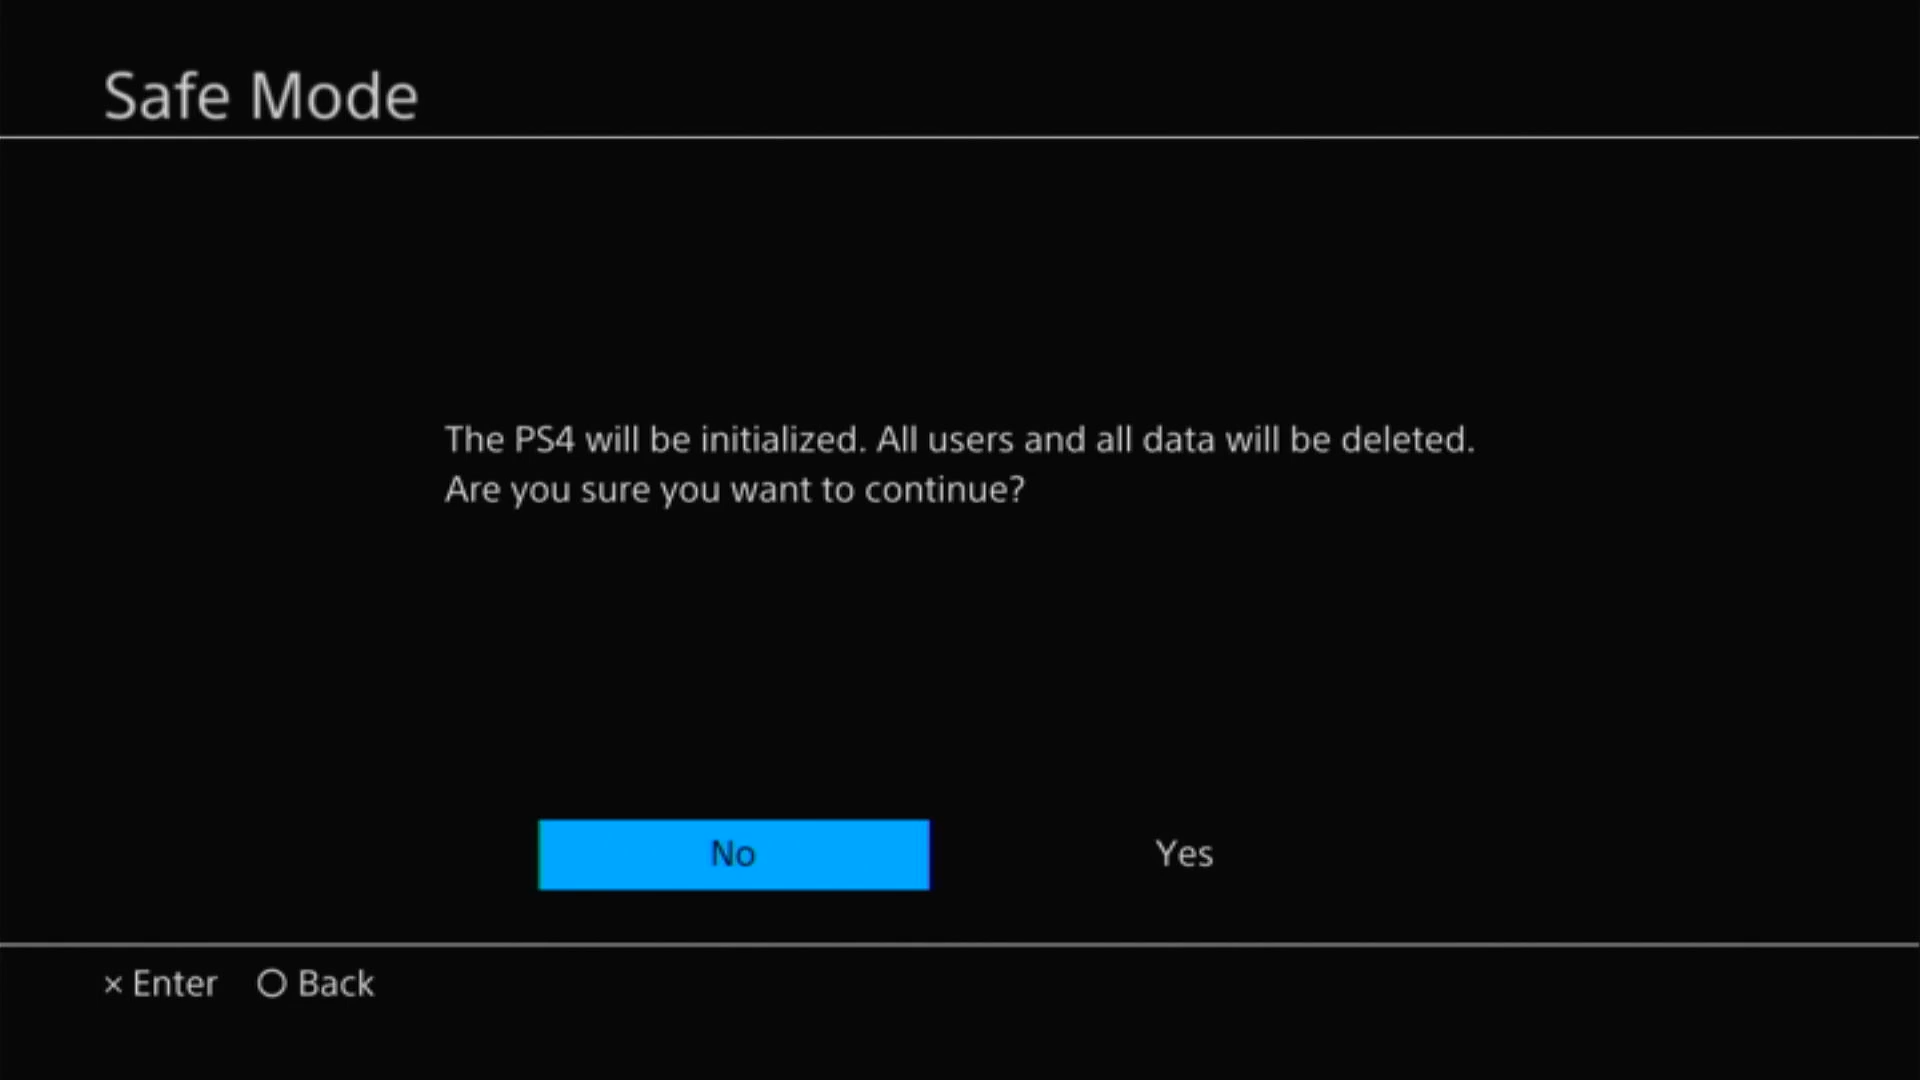 Safe Mode
The PS4 will be initialized. All users and all data will be deleted.
Are you sure you want to continue?
No Yes
× Enter ○ Back